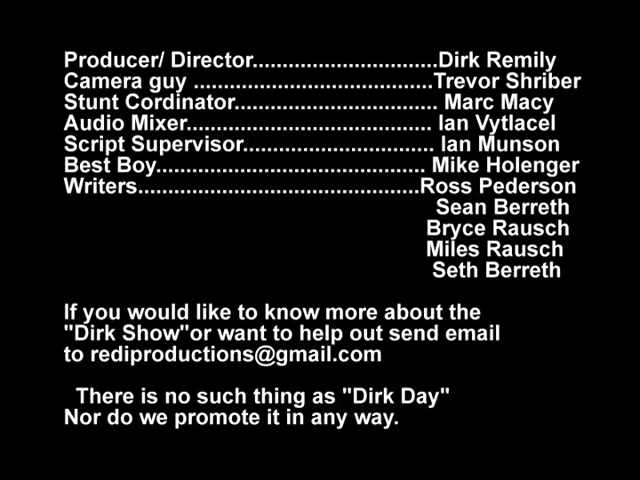 Producer/ Director...............................Dirk Remily
Camera guy ........................................Trevor Shriber
Stunt Cordinator.................................. Marc Macy
Audio Mixer......................................... Ian Vytlacel
Script Supervisor................................ Ian Munson
Best Boy............................................. Mike Holenger
Writers...............................................Ross Pederson
Sean Berreth
Bryce Rausch
Miles Rausch
Seth Berreth
If you would like to know more about the
"Dirk Show"or want to help out send email
to rediproductions@gmail.com
There is no such thing as "Dirk Day"
Nor do we promote it in any way.